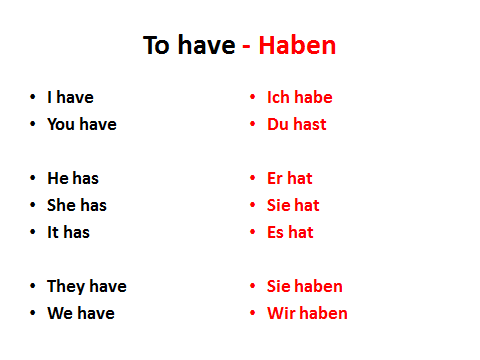 To have - Haben
• I have • Ich habe
• You have • Du hast
• He has • Er hat
• She has • Sie hat
• It has • Es hat
• They have • Sie haben
• We have • Wir haben